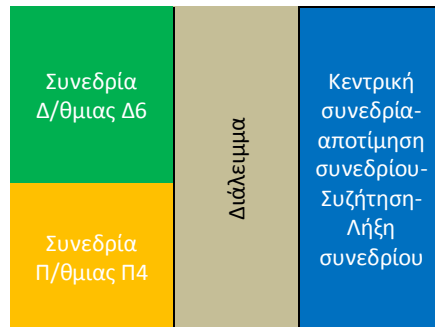 Συνεδρία
Δ/θμιας Δ6
Συνεδρία
Π/θμιας Π4
Διάλειμμα
Κεντρική
συνεδρία-
αποτίμηση
συνεδρίου-
Συζήτηση-
Λήξη
συνεδρίου